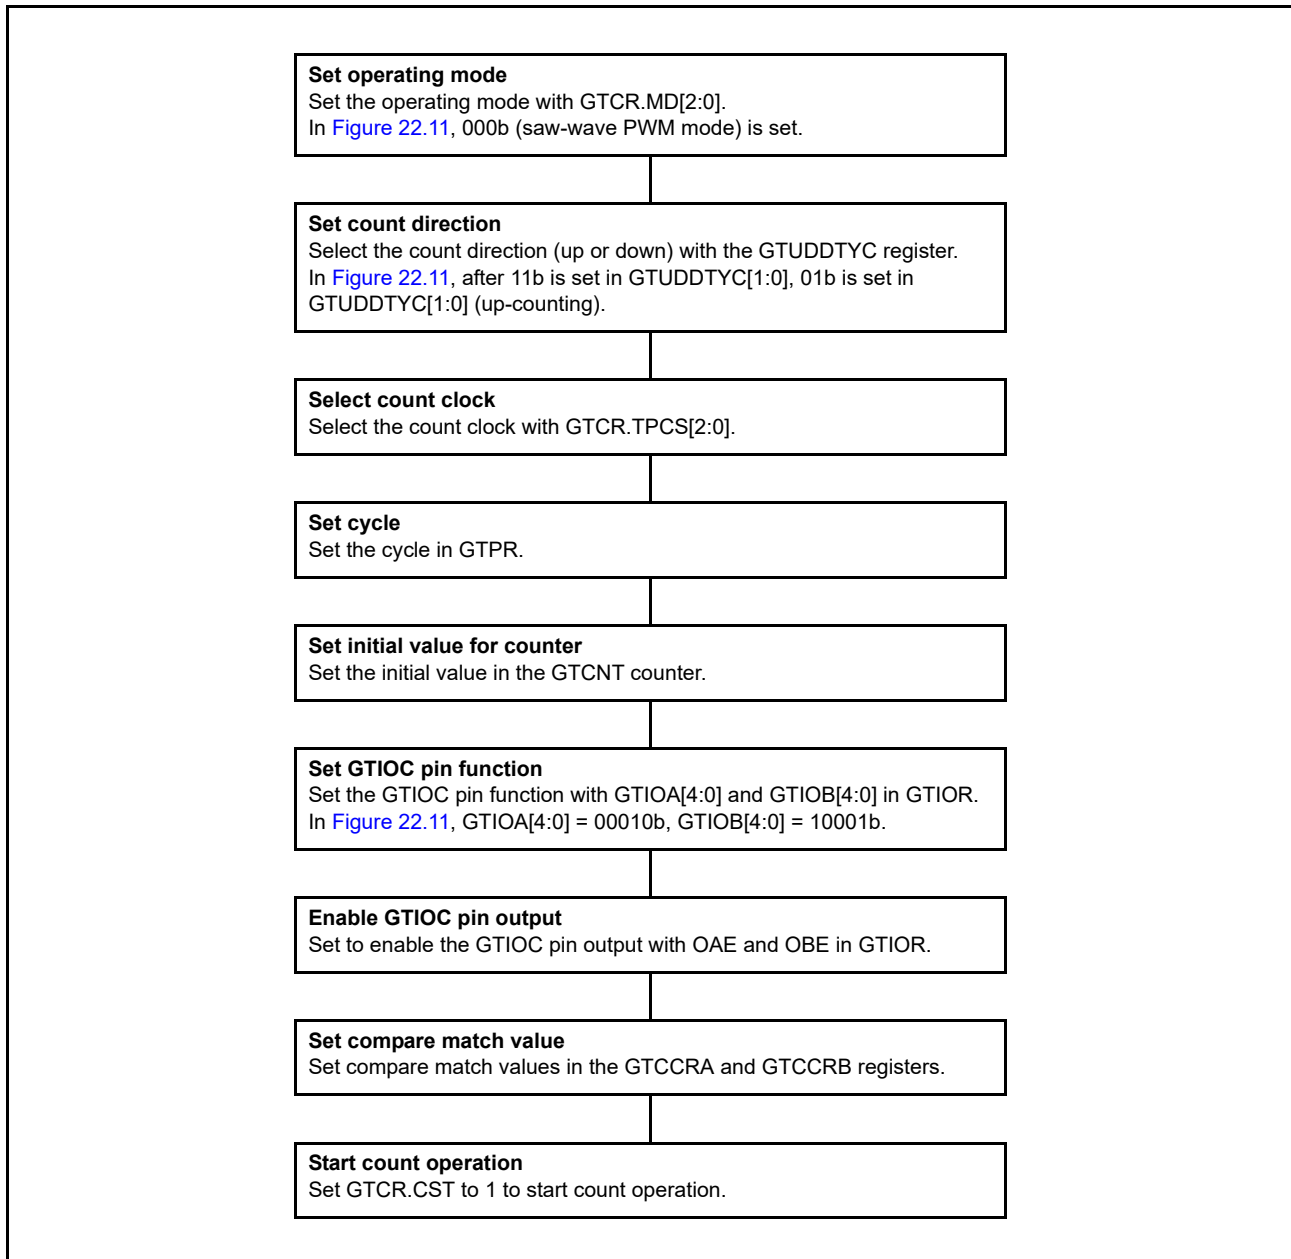 Set operating mode
Set the operating mode with GTCR.MD[2:0].
In Figure 22.11, 000b (saw-wave PWM mode) is set.
Set count direction
Select the count direction (up or down) with the GTUDDTYC register.
In Figure 22.11, after 11b is set in GTUDDTYC[1:0], 01b is set in
GTUDDTYC[1:0] (up-counting).
Select count clock
Select the count clock with GTCR.TPCS[2:0].
Set cycle
Set the cycle in GTPR.
Set initial value for counter
Set the initial value in the GTCNT counter.
Set GTIOC pin function
Set the GTIOC pin function with GTIOA[4:0] and GTIOB[4:0] in GTIOR.
In Figure 22.11, GTIOA[4:0] = 00010b, GTIOB[4:0] = 10001b.
Enable GTIOC pin output
Set to enable the GTIOC pin output with OAE and OBE in GTIOR.
Set compare match value
Set compare match values in the GTCCRA and GTCCRB registers.
Start count operation
Set GTCR.CST to 1 to start count operation.